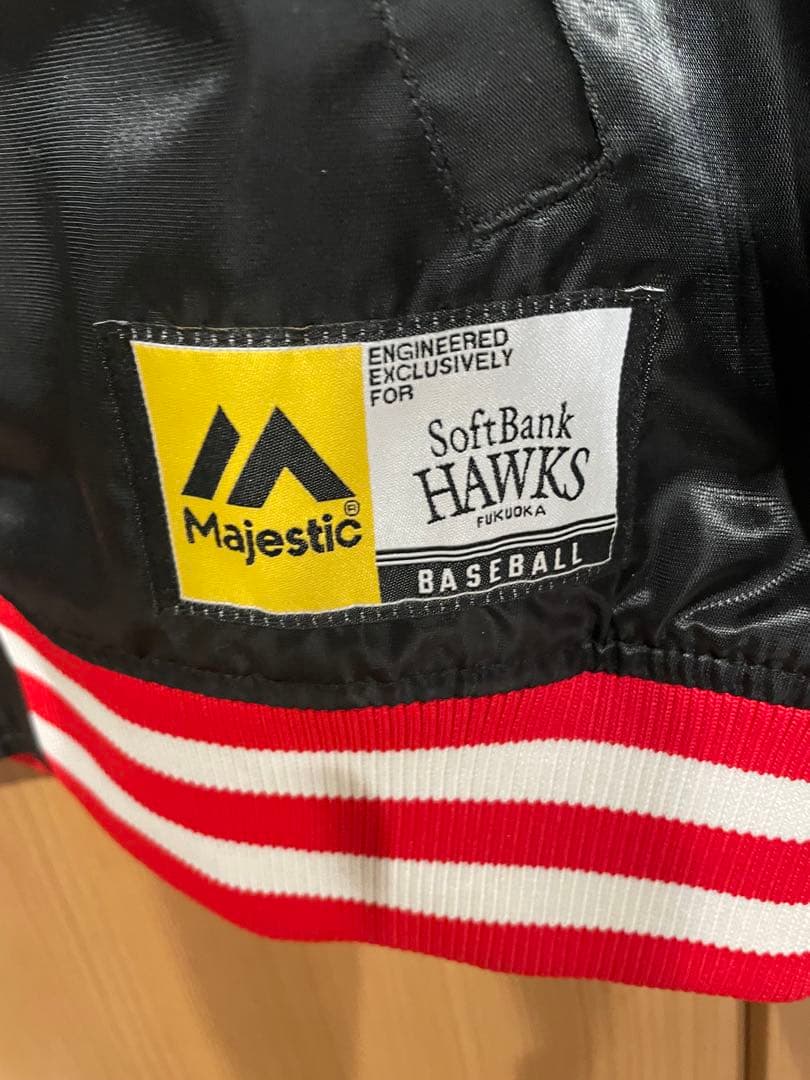 Majestic®
ENGINEERED
EXCLUSIVELY
FOR
SoftBank
HAWKS
FUKUOKA
BASEBALL